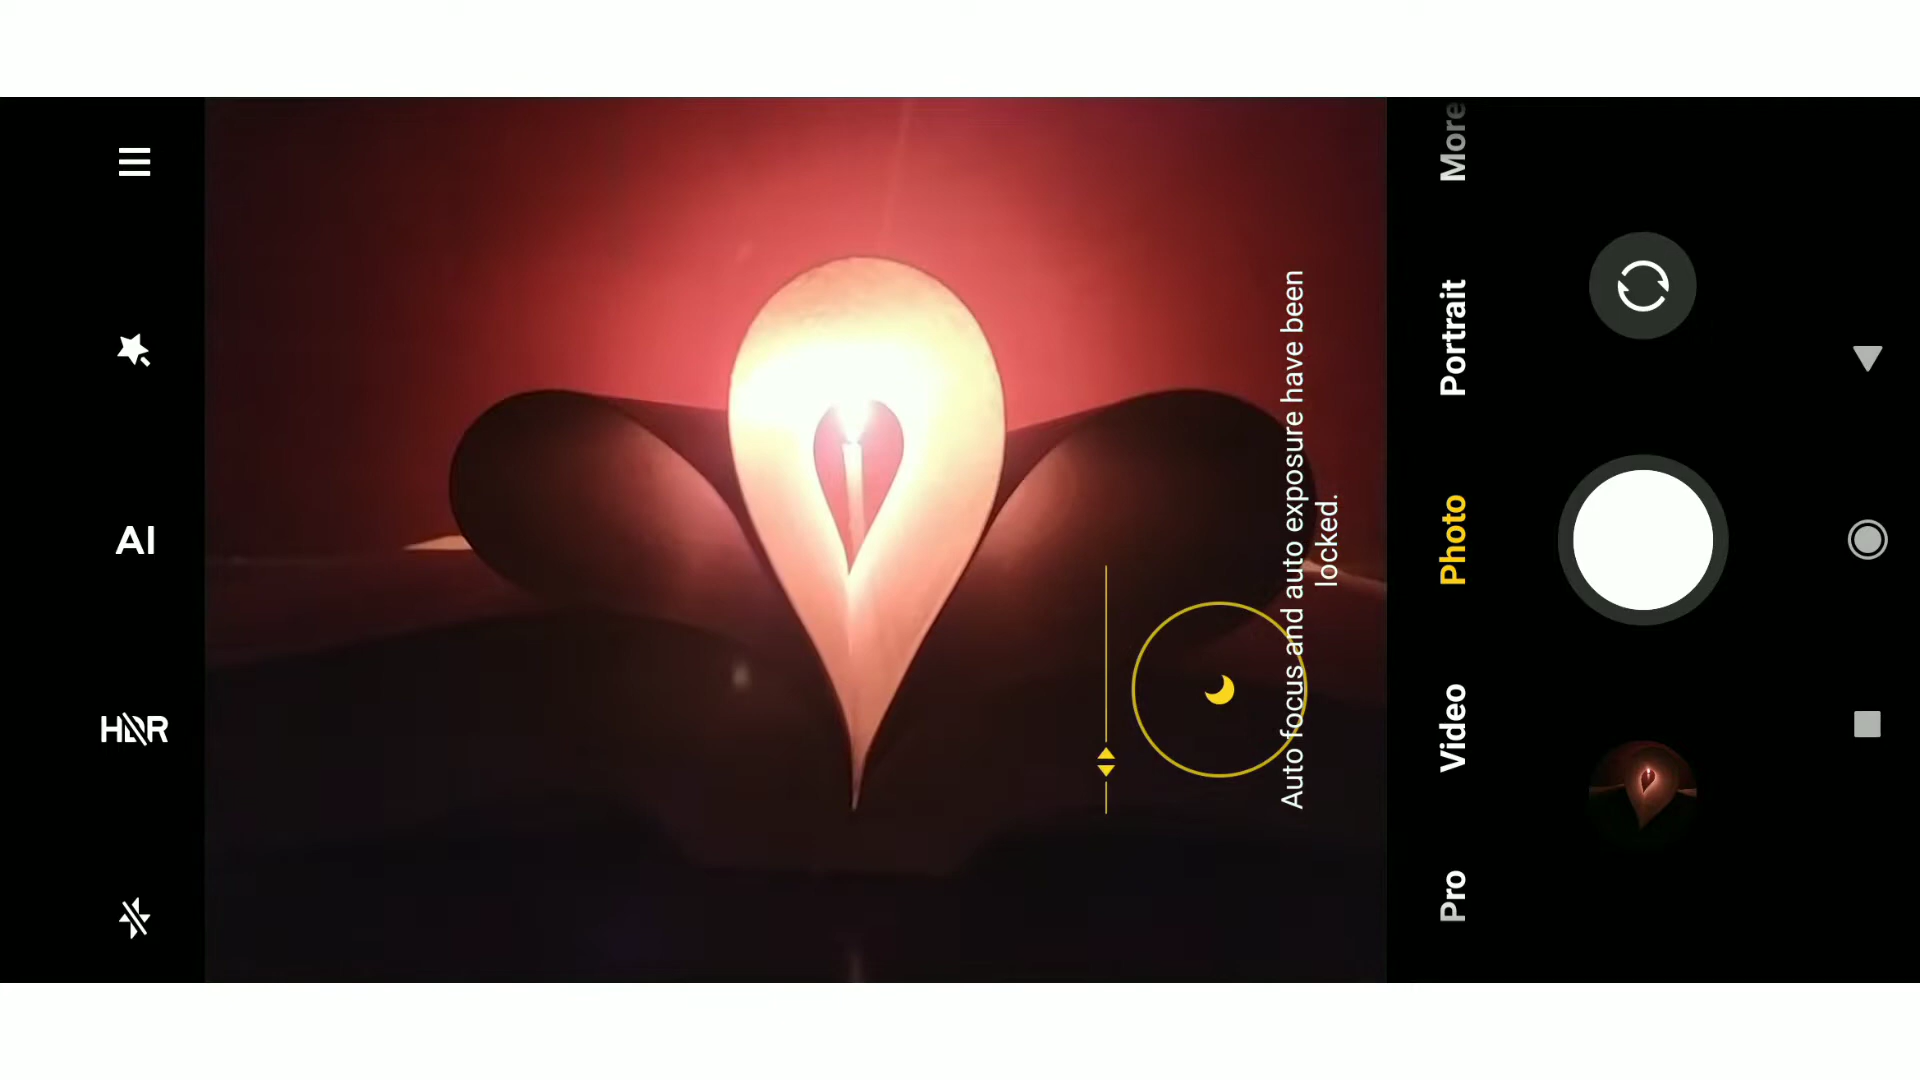 AI
HDR
Auto focus and auto exposure have been
locked.
Pro
Video
Photo
Portrait
More